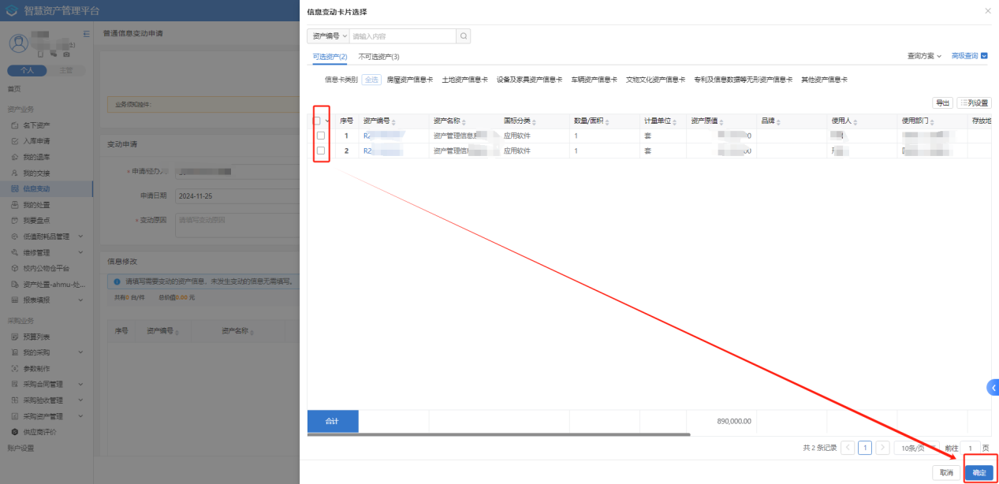 智慧资产管理平台
个人
主管
首页
资产业务
名下资产
入库申请
我的退库
我的交接
信息变动
我的处置
我要盘点
低值耐耗品管理
维修管理
校内公物仓平台
资产处置-ahmu-处...
报表填报
采购业务
预算列表
我的采购
参数制作
采购合同管理
采购验收管理
采购资产管理
供应商评价
账户设置
普通信息变动申请
业务须知控件:
变动申请
* 申请/经办人
申请日期 2024-11-25
* 变动原因 请填写变动原因
信息修改
请填写需要变动的资产信息，未发生变动的信息无需填写。
共有0 台/件 总价值0.00 元
序号 资产编号 资产名称
信息变动卡片选择
资产编号 请输入内容
可选资产(2) 不可选资产(3) 查询方案 高级查询
信息卡类别 全选 房屋资产信息卡 土地资产信息卡 设备及家具资产信息卡 车辆资产信息卡 文物文化资产信息卡 专利及信息数据等无形资产信息卡 其他资产信息卡
导出 列设置
序号 资产编号 资产名称 国标分类 数量/面积 计量单位 资产原值 品牌 使用人 使用部门 存放地
1 R2 资产管理信息 应用软件 1 套
2 R2 资产管理信息 应用软件 1 套
合计 890,000.00
共 2 条记录 1 10条/页 前往 1 页
取消 确定